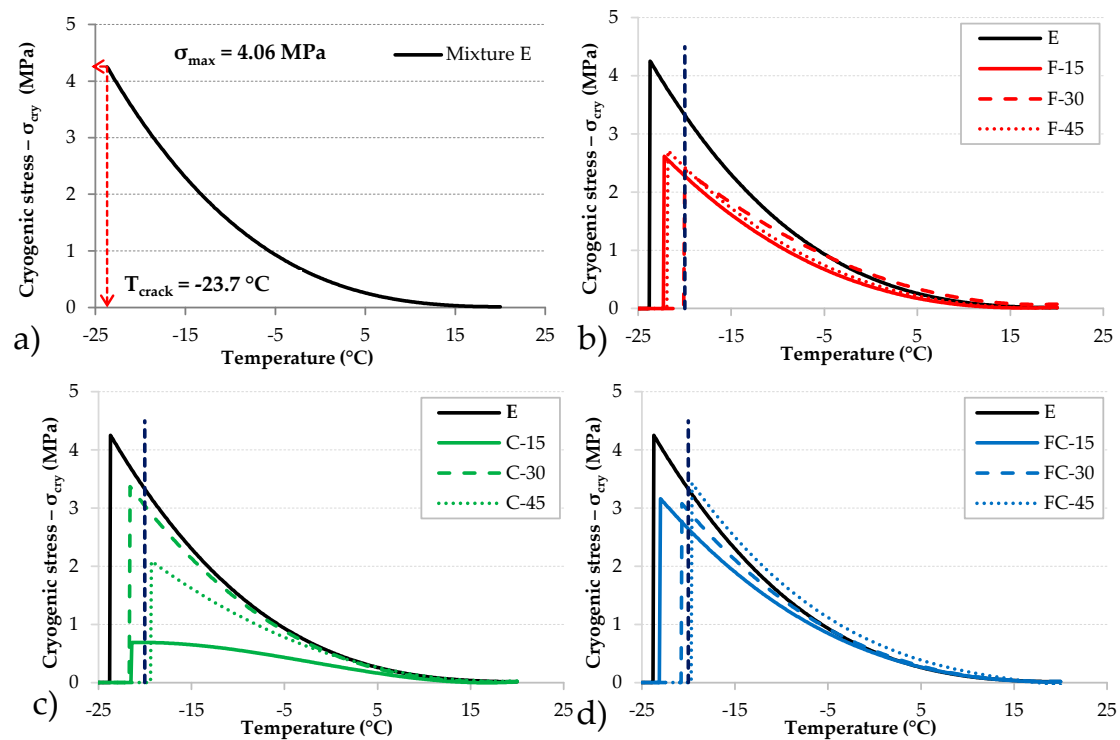 5
4
3
2
1
0
Cryogenic stress – σcry (MPa)
σmax = 4.06 MPa
Mixture E
Tcrack = -23.7 °C
-25 -15 -5 5 15 25
Temperature (°C)
a)
5
4
3
2
1
0
Cryogenic stress – σcry (MPa)
E
F-15
F-30
F-45
-25 -15 -5 5 15 25
Temperature (°C)
b)
5
4
3
2
1
0
Cryogenic stress – σcry (MPa)
E
C-15
C-30
C-45
-25 -15 -5 5 15 25
Temperature (°C)
c)
5
4
3
2
1
0
Cryogenic stress – σcry (MPa)
E
FC-15
FC-30
FC-45
-25 -15 -5 5 15 25
Temperature (°C)
d)